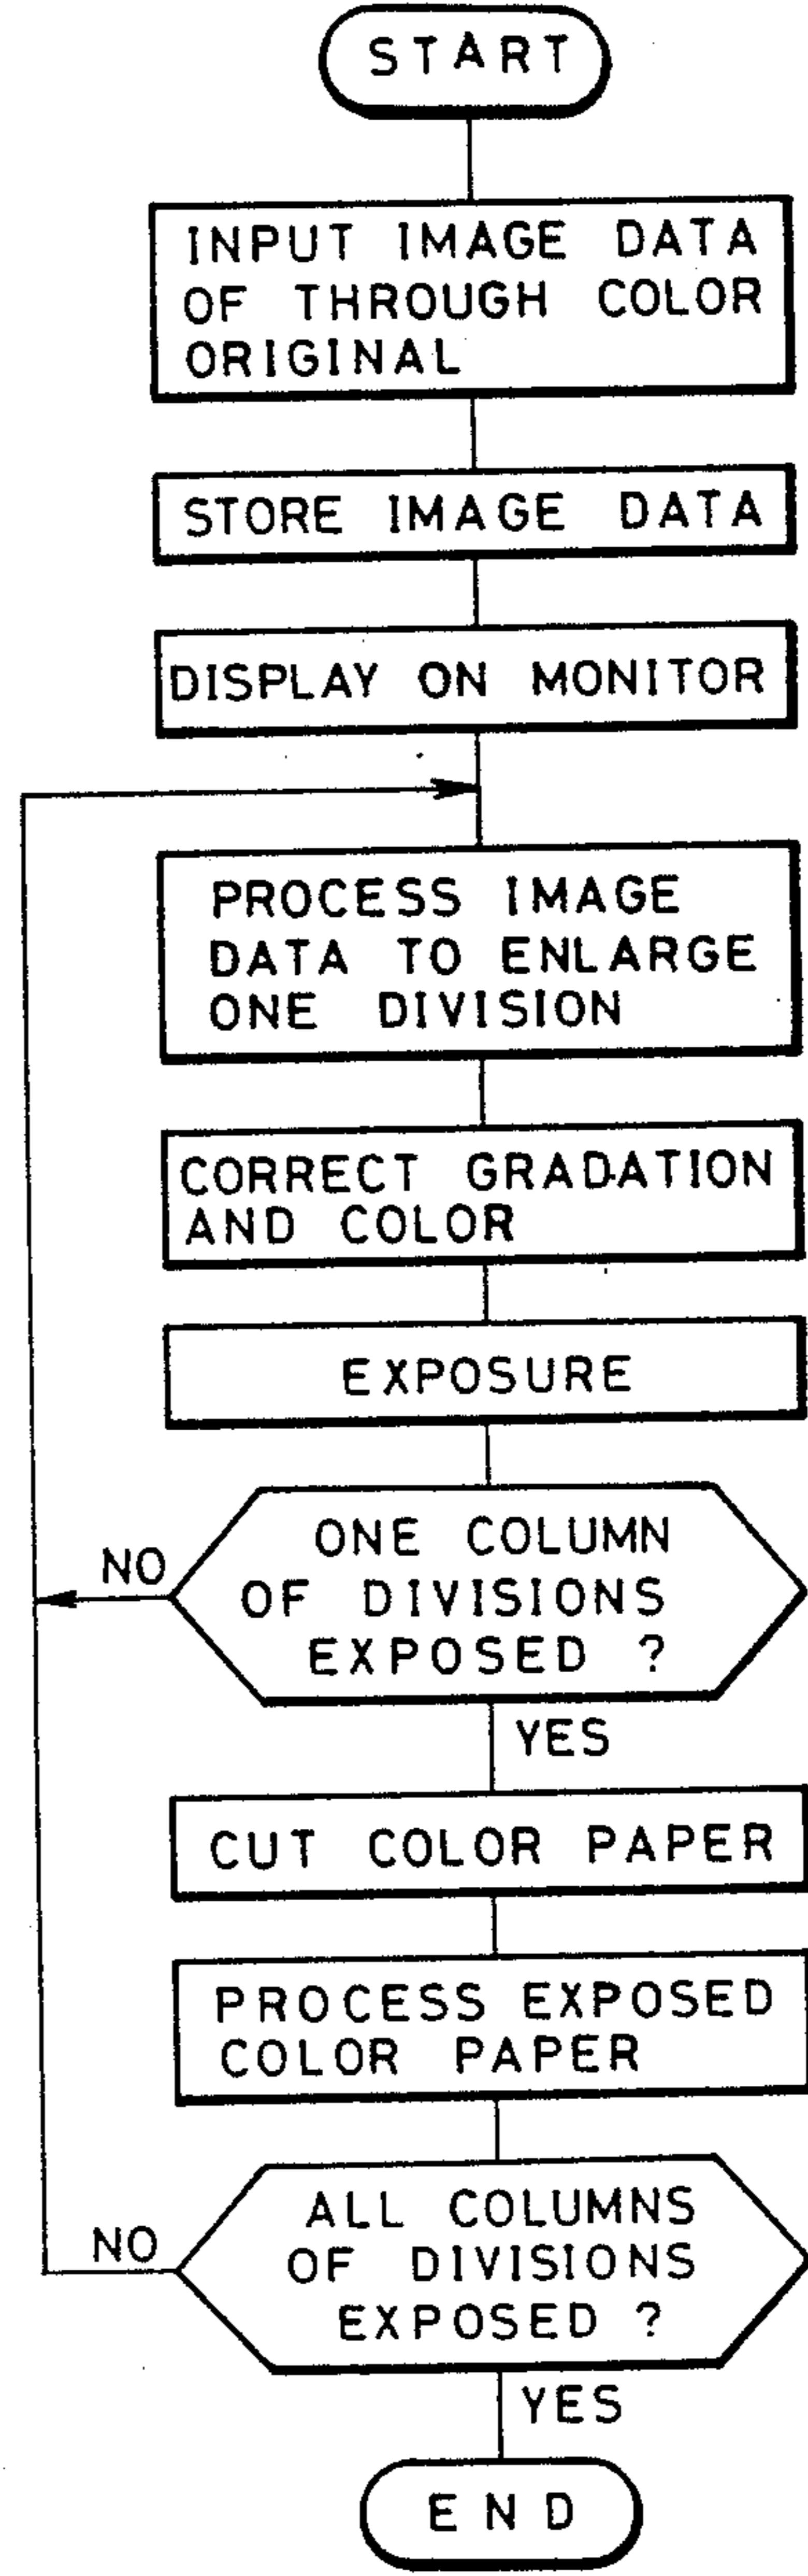 START
INPUT IMAGE DATA
OF THROUGH COLOR
ORIGINAL
STORE IMAGE DATA
DISPLAY ON MONITOR
PROCESS IMAGE
DATA TO ENLARGE
ONE DIVISION
CORRECT GRADATION
AND COLOR
EXPOSURE
ONE COLUMN
OF DIVISIONS
EXPOSED ?
NO
YES
CUT COLOR PAPER
PROCESS EXPOSED
COLOR PAPER
ALL COLUMNS
OF DIVISIONS
EXPOSED ?
NO
YES
END